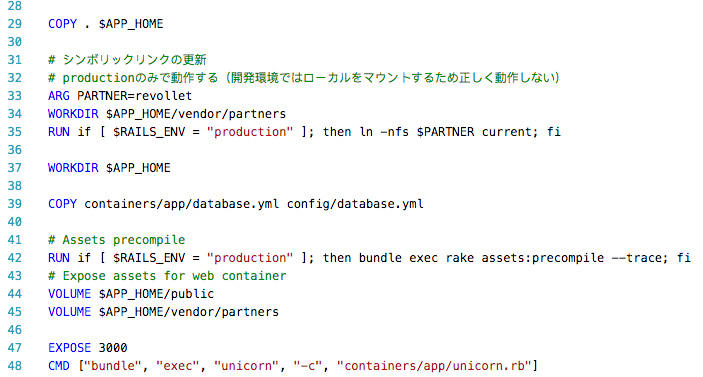 28
29 COPY . $APP_HOME
30
31 # シンボリックリンクの更新
32 # productionのみで動作する（開発環境ではローカルをマウントするため正しく動作しない）
33 ARG PARTNER=revollet
34 WORKDIR $APP_HOME/vendor/partners
35 RUN if [ $RAILS_ENV = "production" ]; then ln -nfs $PARTNER current; fi
36
37 WORKDIR $APP_HOME
38
39 COPY containers/app/database.yml config/database.yml
40
41 # Assets precompile
42 RUN if [ $RAILS_ENV = "production" ]; then bundle exec rake assets:precompile --trace; fi
43 # Expose assets for web container
44 VOLUME $APP_HOME/public
45 VOLUME $APP_HOME/vendor/partners
46
47 EXPOSE 3000
48 CMD ["bundle", "exec", "unicorn", "-c", "containers/app/unicorn.rb"]